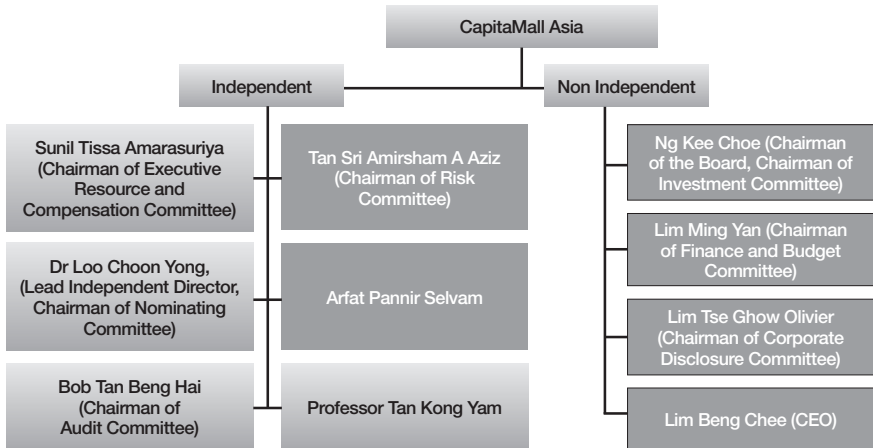 CapitaMall Asia
Independent
Non Independent
Sunil Tissa Amarasuriya
(Chairman of Executive
Resource and
Compensation Committee)
Tan Sri Amirsham A Aziz
(Chairman of Risk
Committee)
Ng Kee Choe (Chairman
of the Board, Chairman of
Investment Committee)
Dr Loo Choon Yong,
(Lead Independent Director,
Chairman of Nominating
Committee)
Arfat Pannir Selvam
Lim Ming Yan (Chairman
of Finance and Budget
Committee)
Lim Tse Ghow Olivier
(Chairman of Corporate
Disclosure Committee)
Bob Tan Beng Hai
(Chairman of
Audit Committee)
Professor Tan Kong Yam
Lim Beng Chee (CEO)